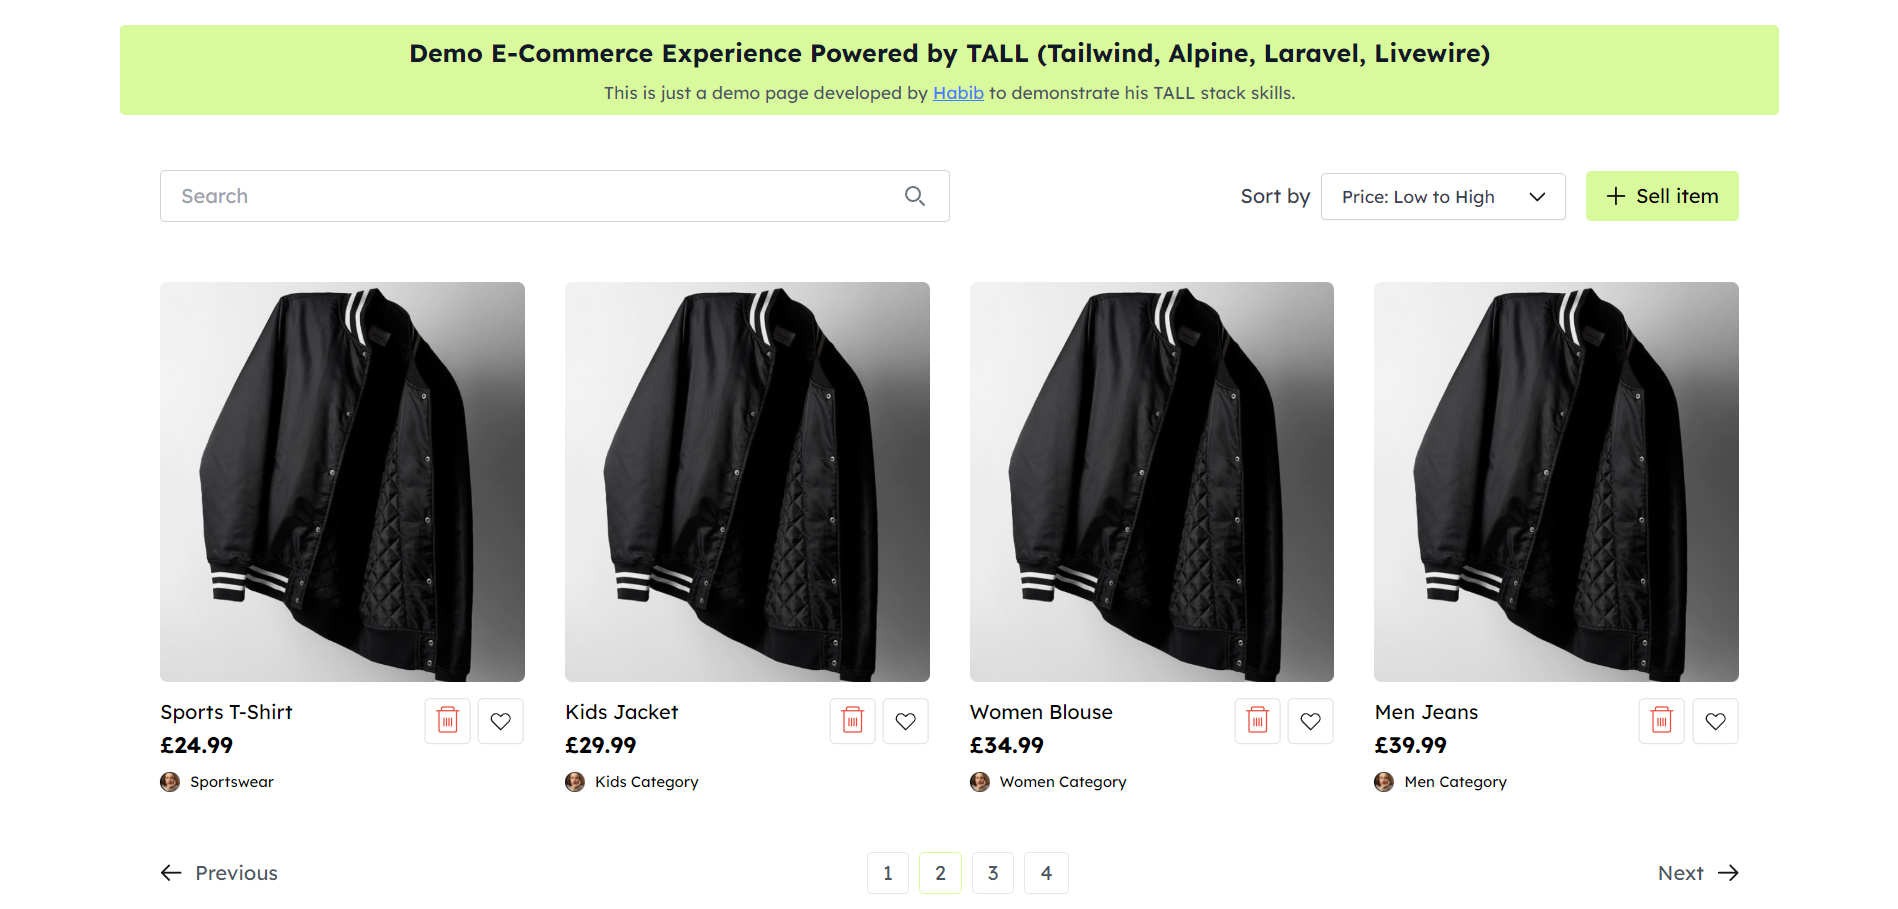 Demo E-Commerce Experience Powered by TALL (Tailwind, Alpine, Laravel, Livewire)
This is just a demo page developed by Habib to demonstrate his TALL stack skills.
Search
Sort by
Price: Low to High
Sell item
Sports T-Shirt
£24.99
Sportswear
Kids Jacket
£29.99
Kids Category
Women Blouse
£34.99
Women Category
Men Jeans
£39.99
Men Category
Previous
1 2 3 4
Next